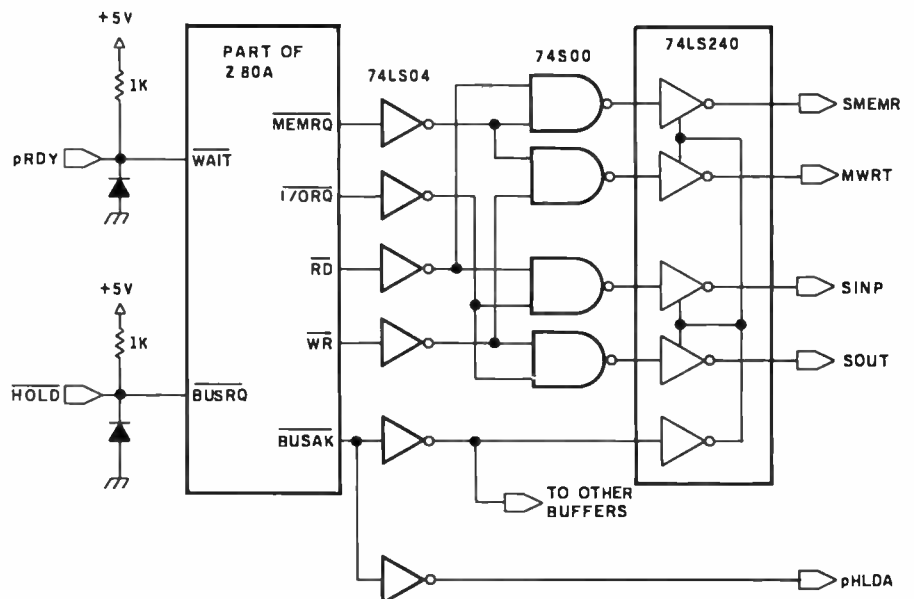 +5V
1K
pRDY
WAIT
+5V
1K
HOLD
BUSRQ
PART OF
Z80A
MEMRQ
I/ORQ
RD
WR
BUSAK
74LS04
74S00
74LS240
SMEMR
MWRT
SINP
SOUT
TO OTHER
BUFFERS
pHLDA